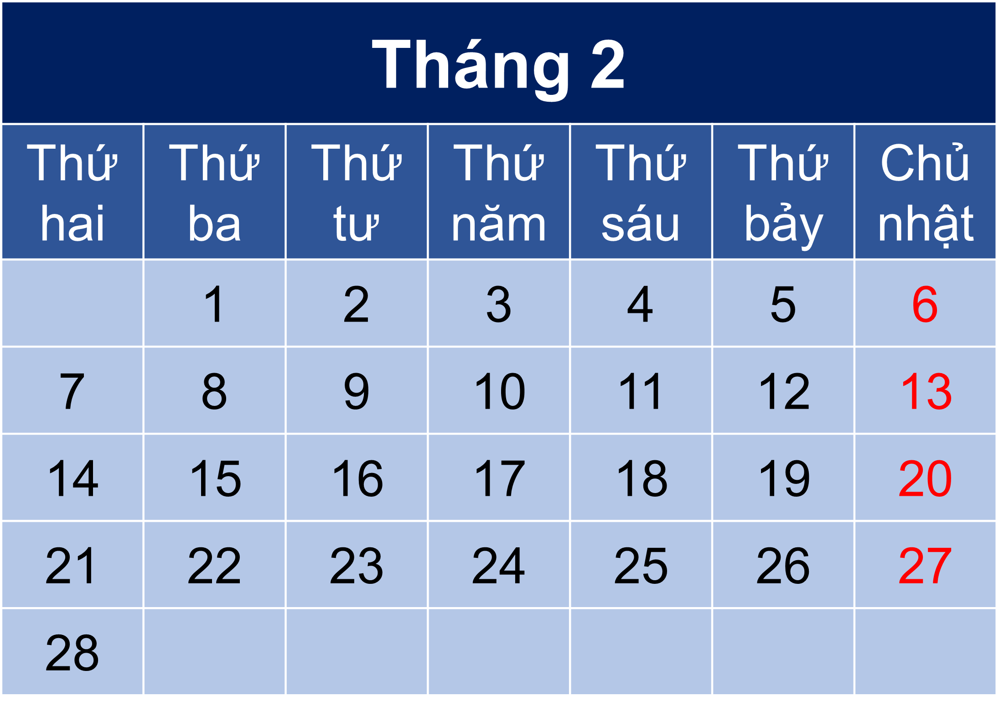 Tháng 2
Thứ hai Thứ ba Thứ tư Thứ năm Thứ sáu Thứ bảy Chủ nhật
1 2 3 4 5 6
7 8 9 10 11 12 13
14 15 16 17 18 19 20
21 22 23 24 25 26 27
28